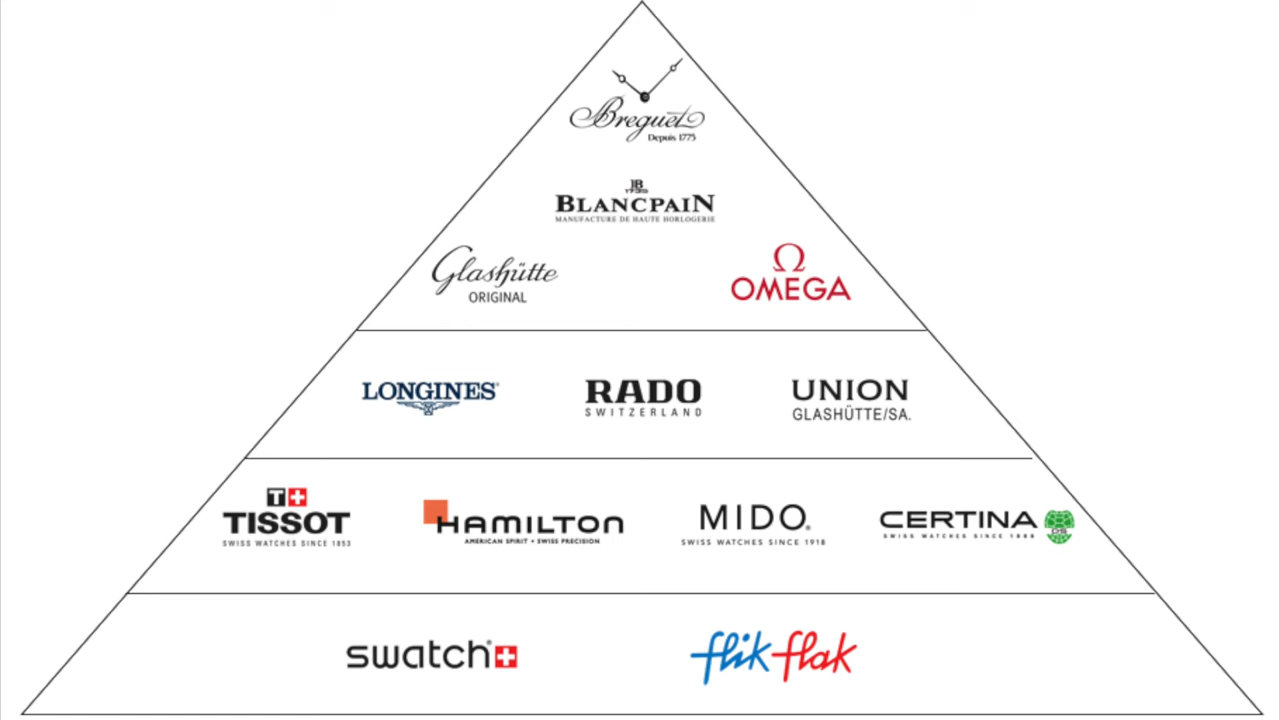 Breguet
Depuis 1775
B
1735
BLANCPAIN
MANUFACTURE DE HAUTE HORLOGERIE
Glashütte
ORIGINAL
Ω
OMEGA
LONGINES®
RADO
SWITZERLAND
UNION
GLASHÜTTE/SA.
T+
TISSOT
SWISS WATCHES SINCE 1853
HAMILTON
AMERICAN SPIRIT • SWISS PRECISION
MIDO®
SWISS WATCHES SINCE 1918
CERTINA
SWISS WATCHES SINCE 1888
DS
swatch®
flik flak